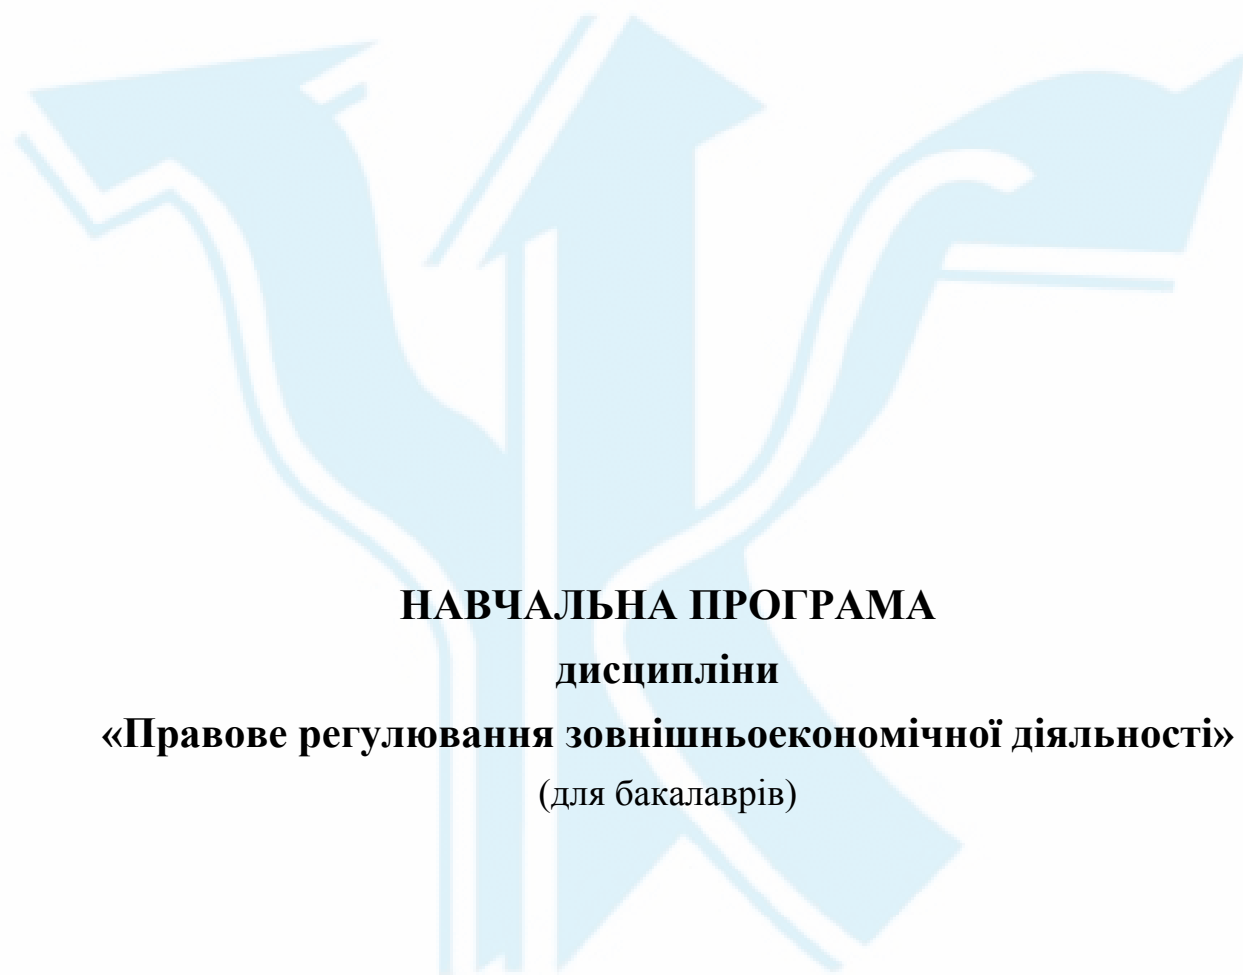 НАВЧАЛЬНА ПРОГРАМА
дисципліни
«Правове регулювання зовнішньоекономічної діяльності»
(для бакалаврів)